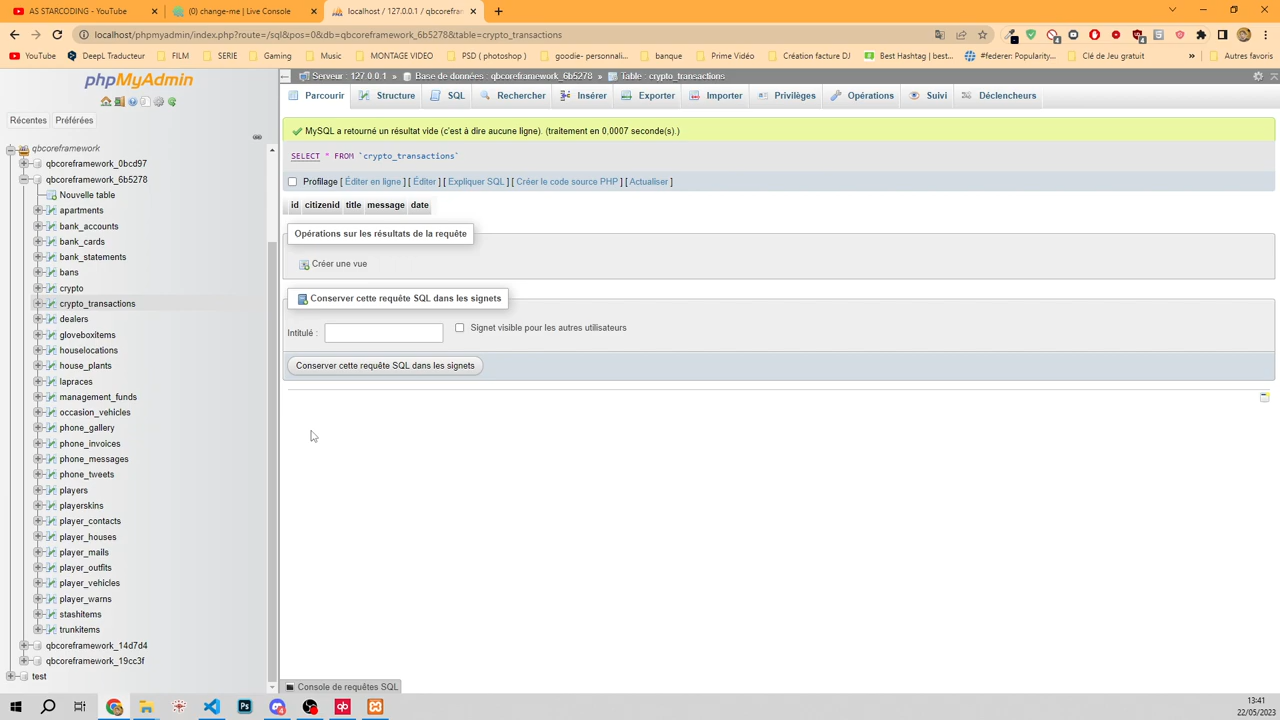 AS STARCODING - YouTube
(0) change-me | Live Console
localhost / 127.0.0.1 / qbcorefran
localhost/phpmyadmin/index.php?route=/sql&pos=0&db=qbcoreframework_6b5278&table=crypto_transactions
YouTube
DeepL Traducteur
FILM
SERIE
Gaming
Music
MONTAGE VIDEO
PSD ( photoshop )
goodie- personnali...
banque
Prime Vidéo
Création facture DJ
Best Hashtag | best...
#federer: Popularity...
Clé de Jeu gratuit
»
Autres favoris
phpMyAdmin
Récentes
Préférées
qbcoreframework
qbcoreframework_0bcd97
qbcoreframework_6b5278
Nouvelle table
apartments
bank_accounts
bank_cards
bank_statements
bans
crypto
crypto_transactions
dealers
gloveboxitems
houselocations
house_plants
lapraces
management_funds
occasion_vehicles
phone_gallery
phone_invoices
phone_messages
phone_tweets
players
playerskins
player_contacts
player_houses
player_mails
player_outfits
player_vehicles
player_warns
stashitems
trunkitems
qbcoreframework_14d7d4
qbcoreframework_19cc3f
test
Serveur : 127.0.0.1 » Base de données : qbcoreframework_6b5278 » Table : crypto_transactions
Parcourir
Structure
SQL
Rechercher
Insérer
Exporter
Importer
Privilèges
Opérations
Suivi
Déclencheurs
MySQL a retourné un résultat vide (c'est à dire aucune ligne). (traitement en 0,0007 seconde(s).)
SELECT * FROM `crypto_transactions`
Profilage [ Éditer en ligne ] [ Éditer ] [ Expliquer SQL ] [ Créer le code source PHP ] [ Actualiser ]
id citizenid title message date
Opérations sur les résultats de la requête
Créer une vue
Conserver cette requête SQL dans les signets
Intitulé :
Signet visible pour les autres utilisateurs
Conserver cette requête SQL dans les signets
Console de requêtes SQL
13:41
22/05/2023